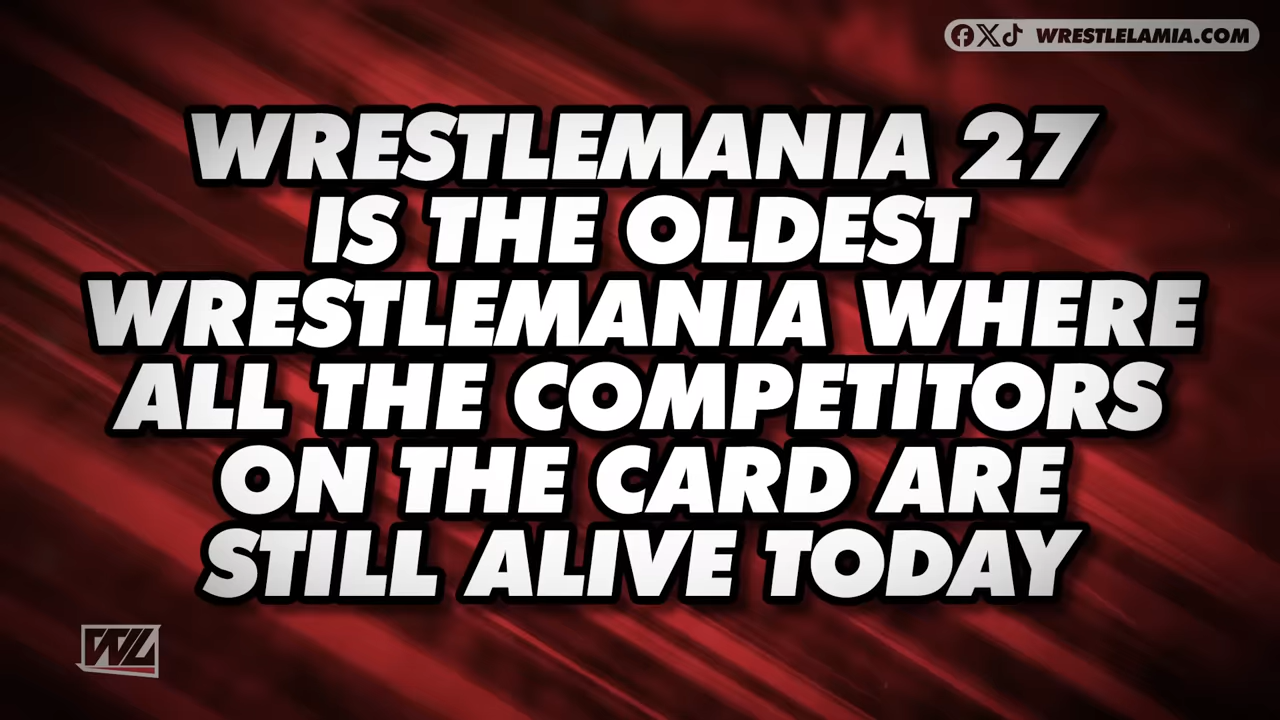 WRESTLELAMIA.COM
WRESTLEMANIA 27
IS THE OLDEST
WRESTLEMANIA WHERE
ALL THE COMPETITORS
ON THE CARD ARE
STILL ALIVE TODAY
WL